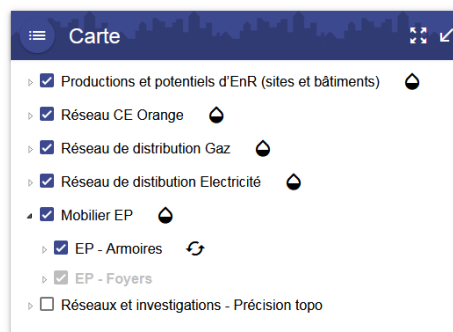 Carte
Productions et potentiels d'EnR (sites et bâtiments)
Réseau CE Orange
Réseau de distribution Gaz
Réseau de distibution Electricité
Mobilier EP
EP - Armoires
EP - Foyers
Réseaux et investigations - Précision topo